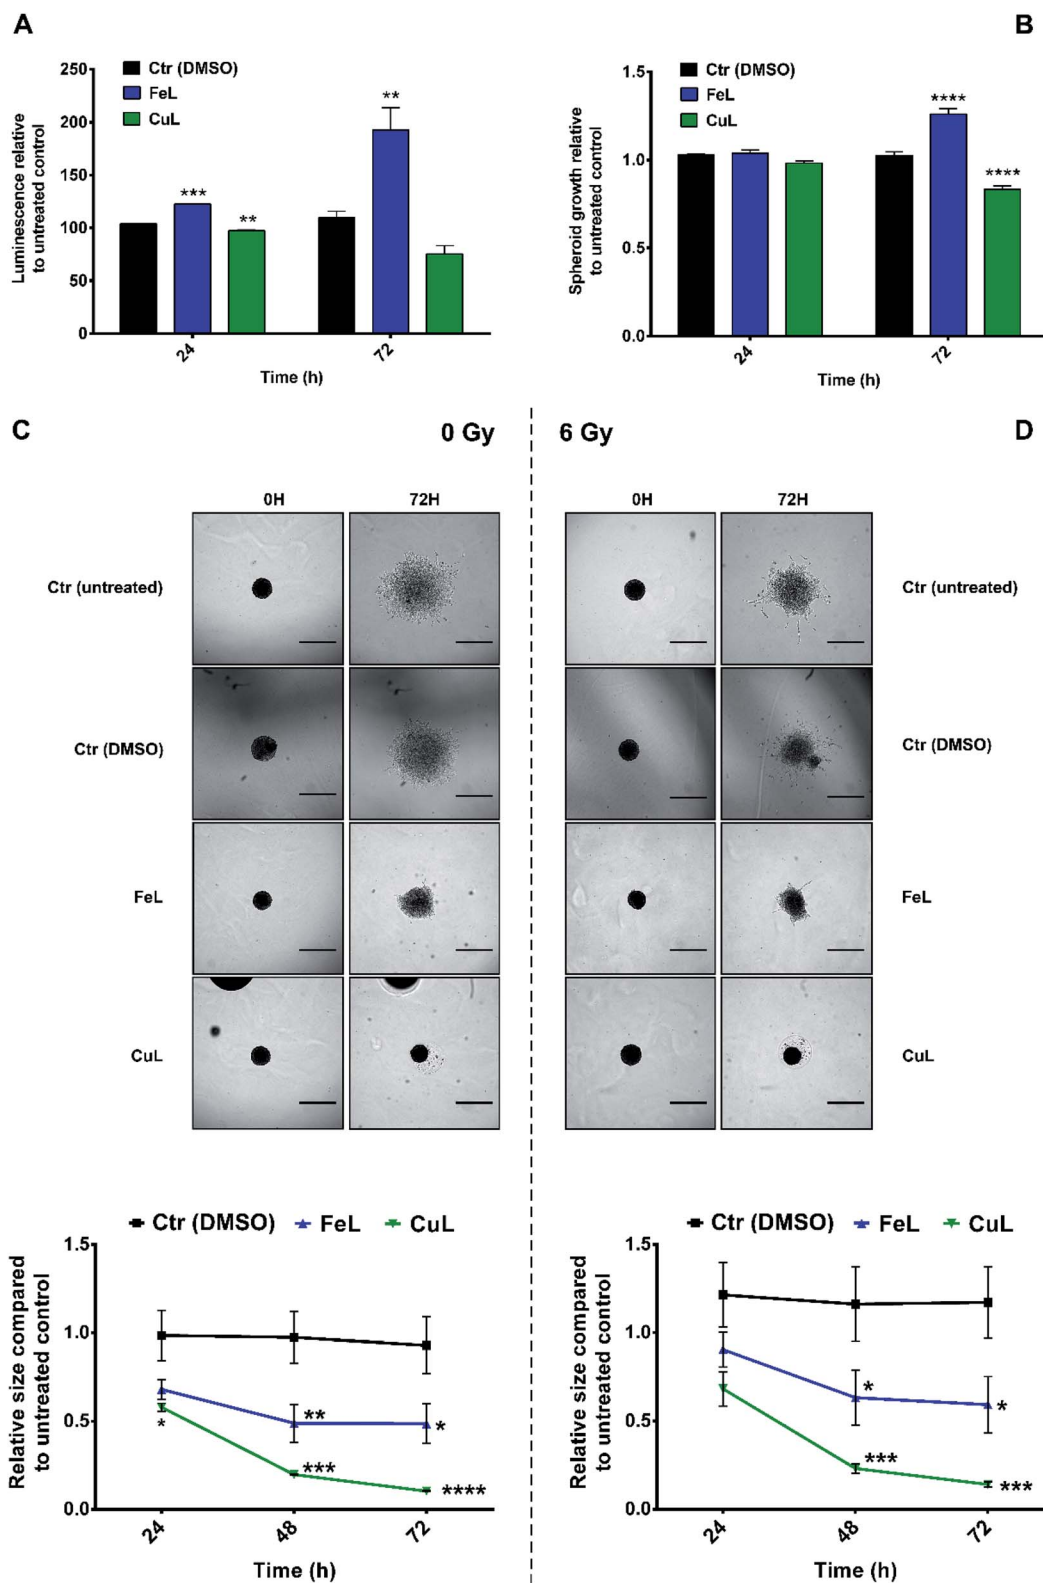 A
B
250
200
150
100
50
0
Luminescence relative
to untreated control
Ctr (DMSO)
FeL
CuL
***
**
**
24
72
Time (h)
1.5
1.0
0.5
0.0
Spheroid growth relative
to untreated control
Ctr (DMSO)
FeL
CuL
****
****
24
72
Time (h)
C
0 Gy
6 Gy
D
0H
72H
0H
72H
Ctr (untreated)
Ctr (untreated)
Ctr (DMSO)
Ctr (DMSO)
FeL
FeL
CuL
CuL
Ctr (DMSO) FeL CuL
1.5
1.0
0.5
0.0
Relative size compared
to untreated control
*
**
***
*
****
24
48
72
Time (h)
Ctr (DMSO) FeL CuL
1.5
1.0
0.5
0.0
Relative size compared
to untreated control
*
***
*
***
24
48
72
Time (h)